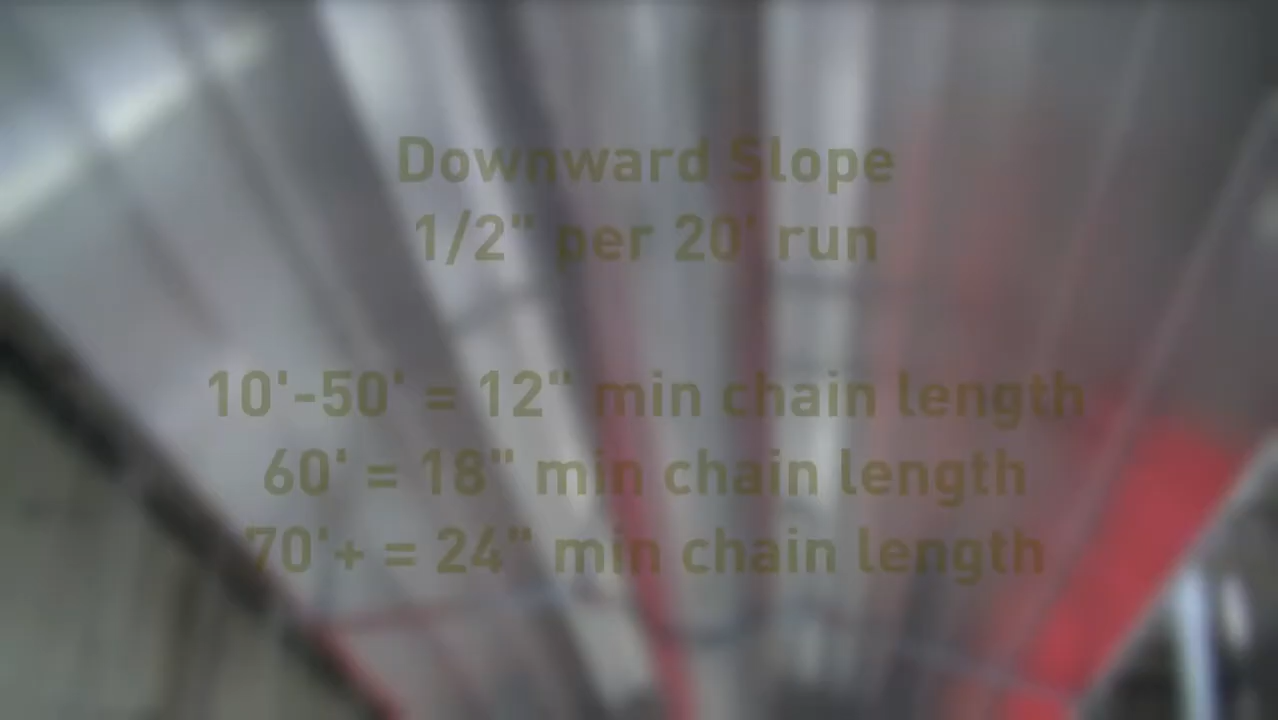 Downward Slope
1/2" per 20' run
10'-50' = 12" min chain length
60' = 18" min chain length
70'+ = 24" min chain length